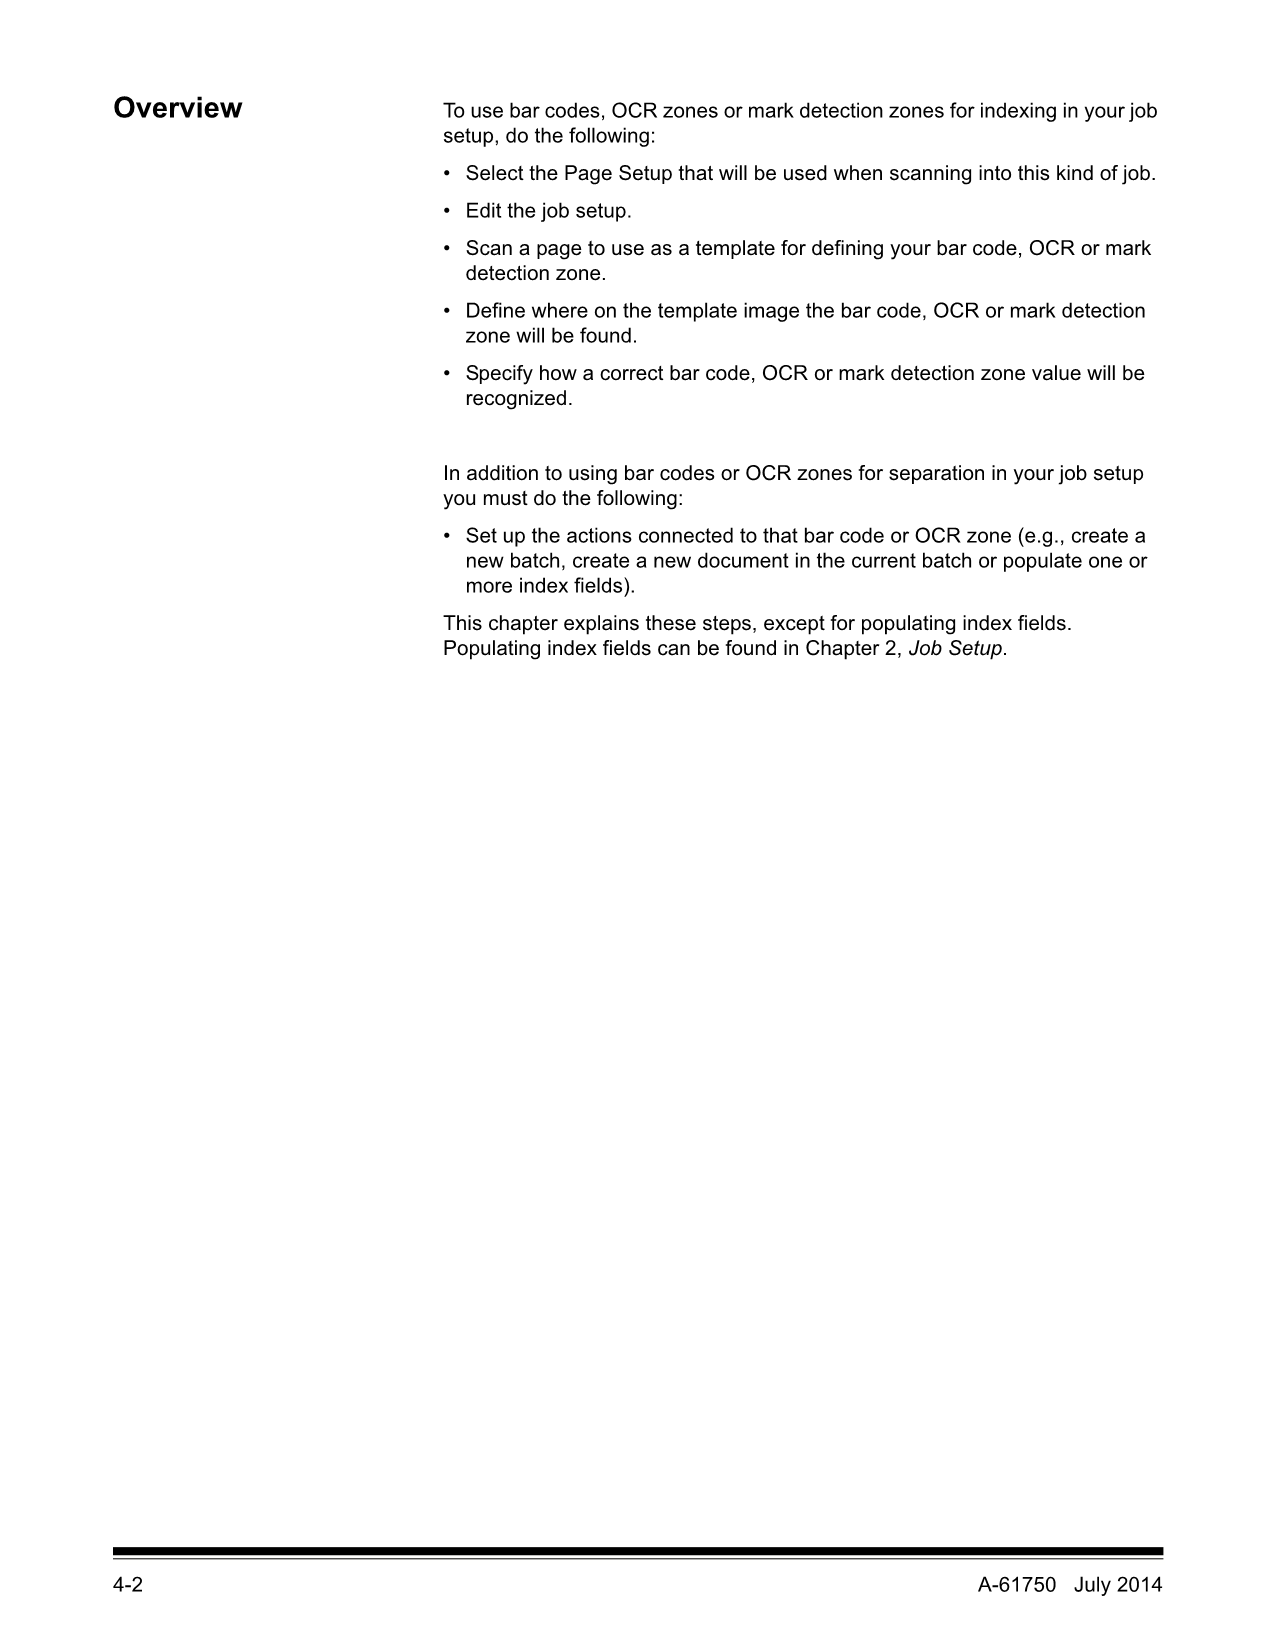 Overview
To use bar codes, OCR zones or mark detection zones for indexing in your job
setup, do the following:
• Select the Page Setup that will be used when scanning into this kind of job.
• Edit the job setup.
• Scan a page to use as a template for defining your bar code, OCR or mark
detection zone.
• Define where on the template image the bar code, OCR or mark detection
zone will be found.
• Specify how a correct bar code, OCR or mark detection zone value will be
recognized.
In addition to using bar codes or OCR zones for separation in your job setup
you must do the following:
• Set up the actions connected to that bar code or OCR zone (e.g., create a
new batch, create a new document in the current batch or populate one or
more index fields).
This chapter explains these steps, except for populating index fields.
Populating index fields can be found in Chapter 2, Job Setup.
4-2 A-61750 July 2014